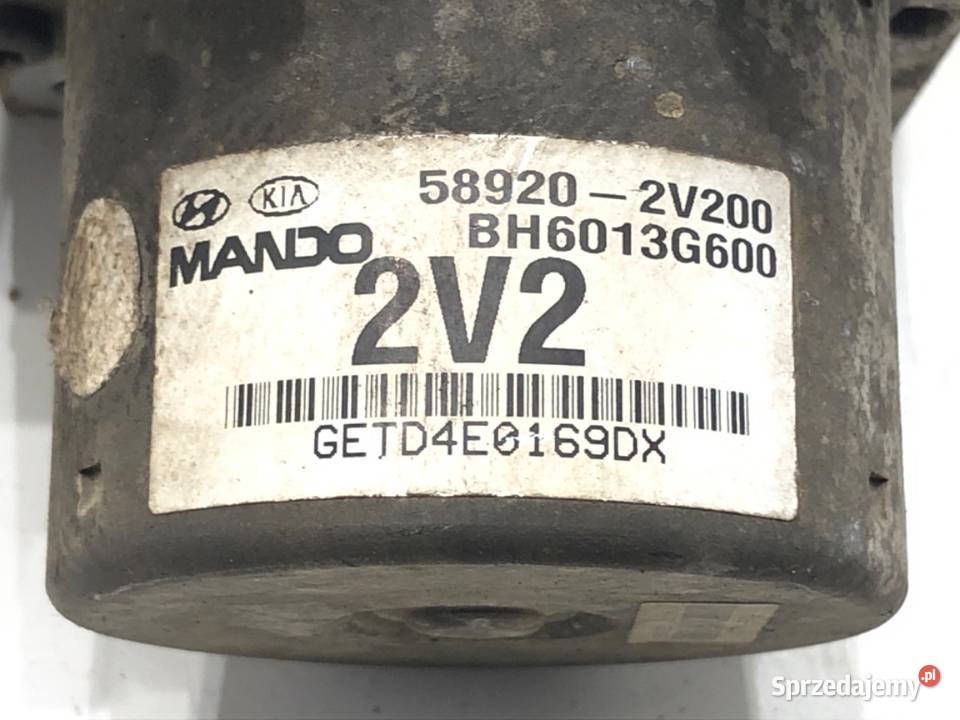 KIA 58920-2V200
MANDO BH6013G600
2V2
GETD4E0169DX
Sprzedajemy.pl